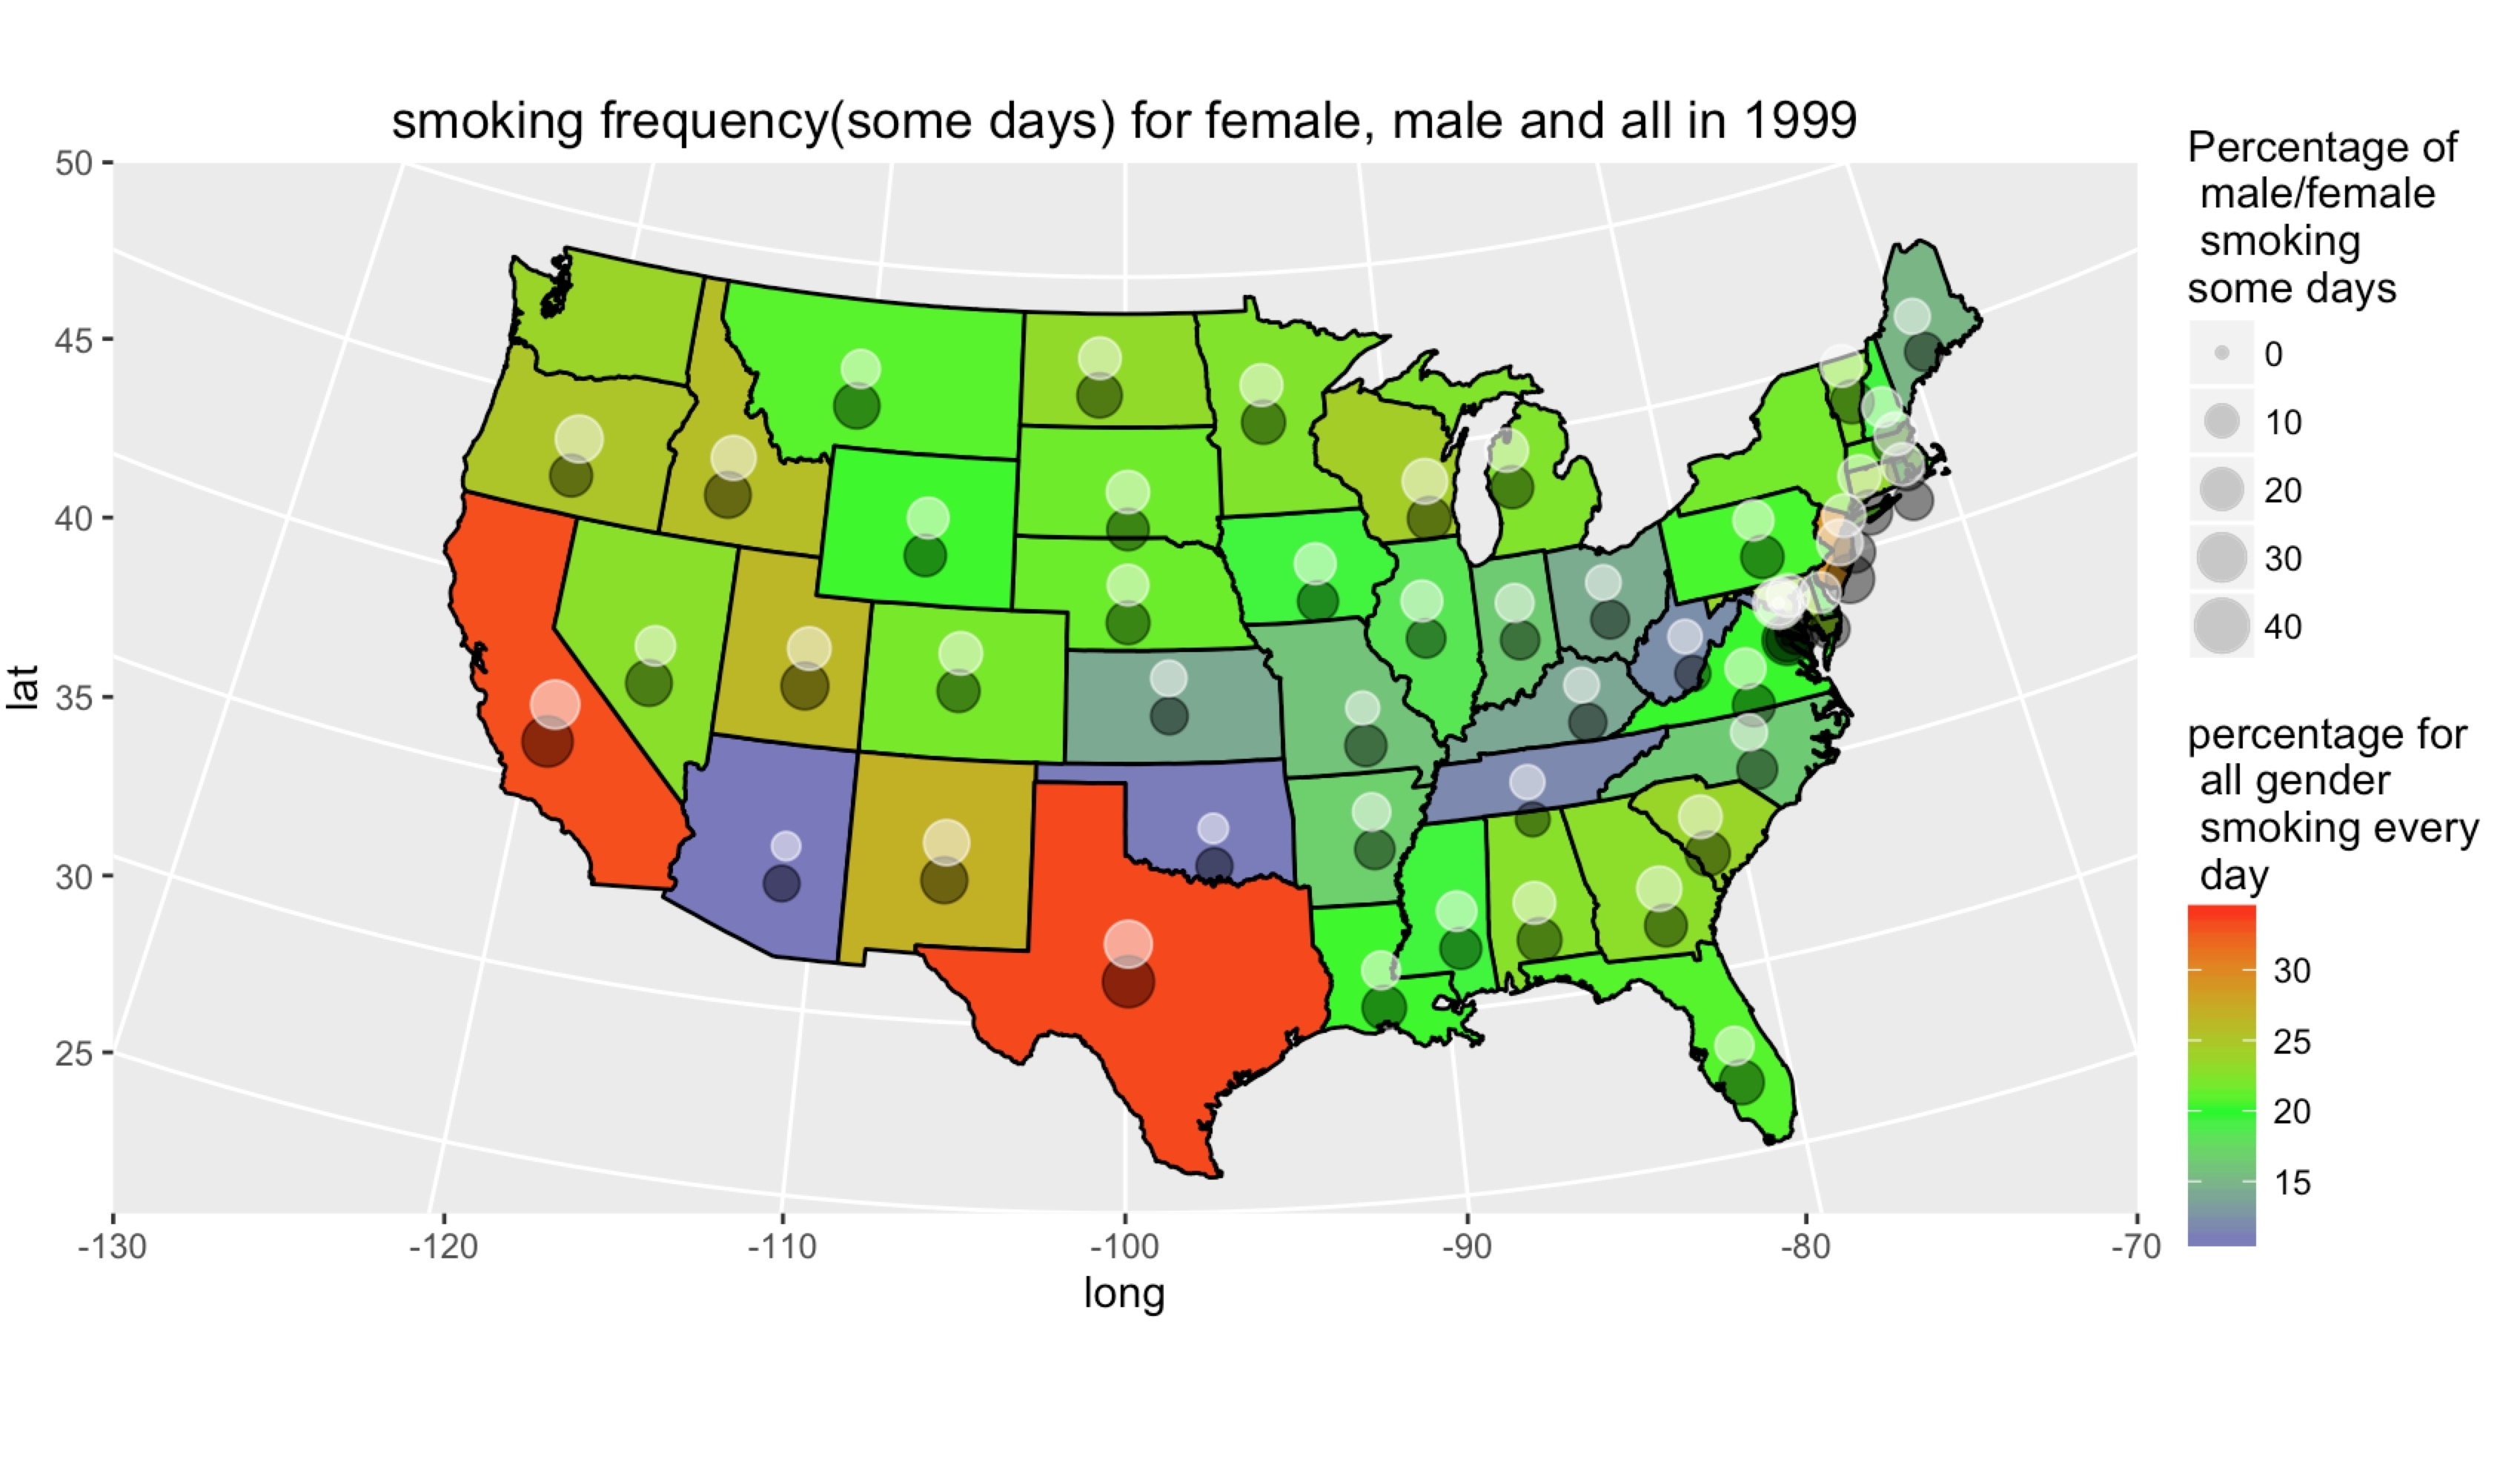 smoking frequency(some days) for female, male and all in 1999
50
45
40
35
30
25
lat
-130
-120
-110
-100
-90
-80
-70
long
Percentage of
male/female
smoking
some days
0
10
20
30
40
percentage for
all gender
smoking every
day
30
25
20
15